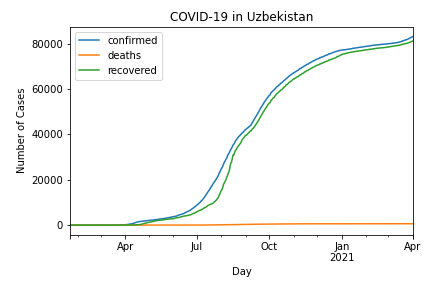 COVID-19 in Uzbekistan
confirmed
deaths
recovered
Number of Cases
80000
60000
40000
20000
0
Apr
Jul
Oct
Jan
2021
Apr
Day